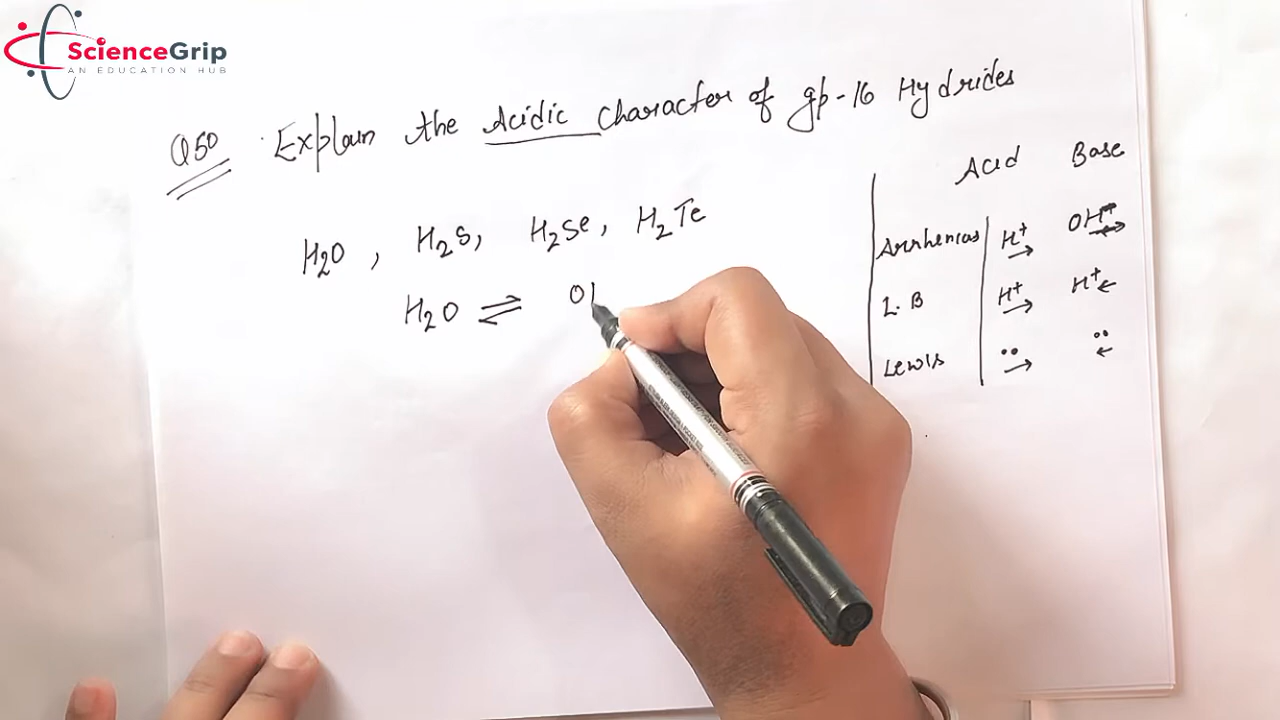 ScienceGrip
AN EDUCATION HUB
Q50 Explain the Acidic character of gp-16 Hydrides
H₂O, H₂S, H₂Se, H₂Te
H₂O ⇌ O
Acid Base
Arrhenias H⁺→ OH
L.B H⁺→ H⁺←
Lewis ••→ ••←